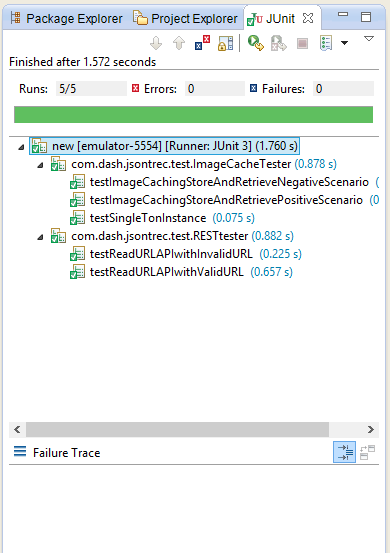 Package Explorer Project Explorer JUnit
Finished after 1.572 seconds
Runs: 5/5 Errors: 0 Failures: 0
new [emulator-5554] [Runner: JUnit 3] (1.760 s)
com.dash.jsontrec.test.ImageCacheTester (0.878 s)
testImageCachingStoreAndRetrieveNegativeScenario (
testImageCachingStoreAndRetrievePositiveScenario (
testSingleTonInstance (0.075 s)
com.dash.jsontrec.test.RESTtester (0.882 s)
testReadURLAPIwithInvalidURL (0.225 s)
testReadURLAPIwithValidURL (0.657 s)
Failure Trace